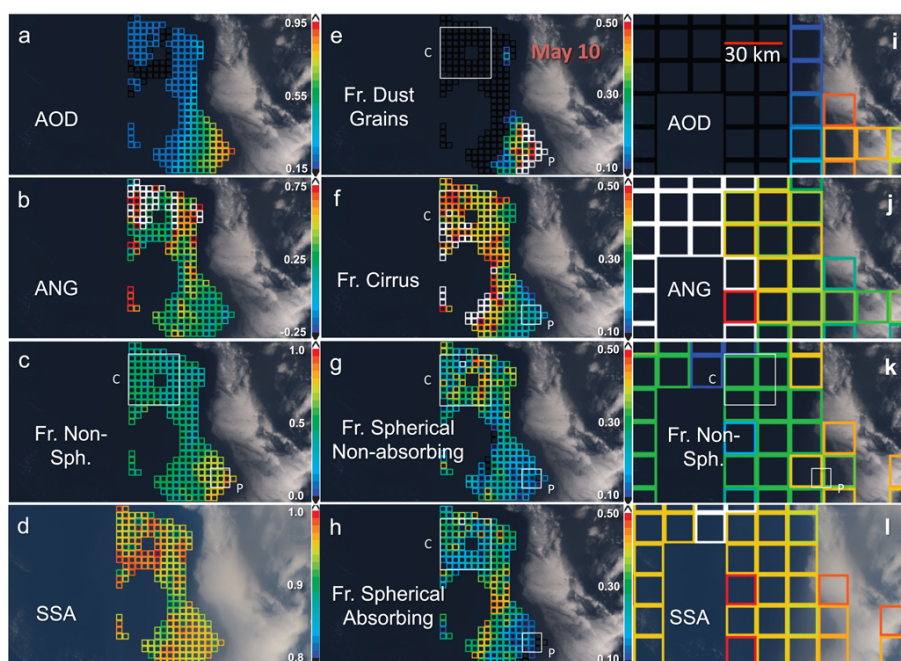 a
0.95
AOD
0.55
0.15
e
0.50
C
May 10
Fr. Dust
Grains
0.30
P
0.10
i
30 km
AOD
b
0.75
ANG
0.25
-0.25
f
0.50
C
Fr. Cirrus
0.30
P
0.10
j
ANG
c
1.0
C
Fr. Non-
Sph.
0.5
P
0.0
g
0.50
C
Fr. Spherical
Non-absorbing
0.30
P
0.10
k
C
Fr. Non-
Sph.
P
d
1.0
0.9
SSA
0.8
h
0.50
C
Fr. Spherical
Absorbing
0.30
P
0.10
l
SSA